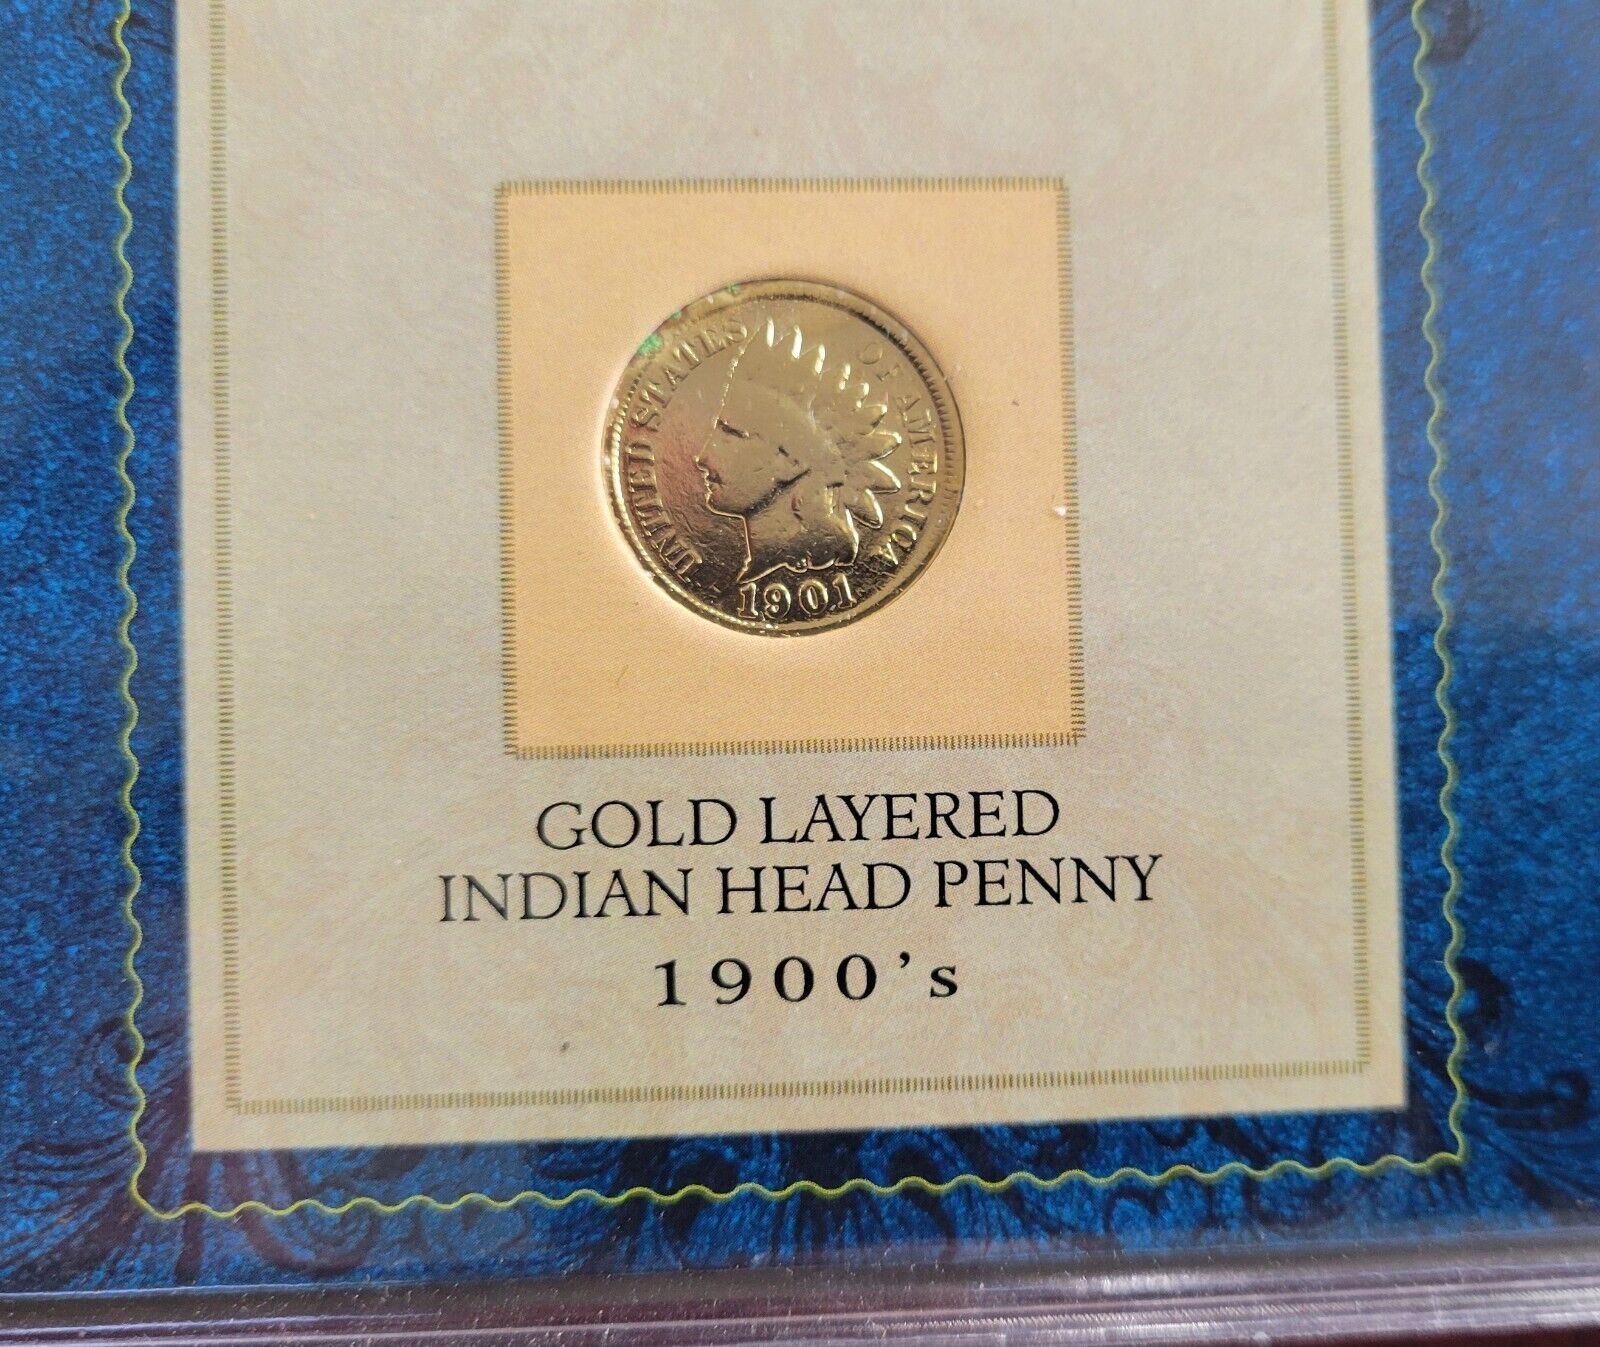 UNITED STATES OF AMERICA
1901
GOLD LAYERED
INDIAN HEAD PENNY
1900's